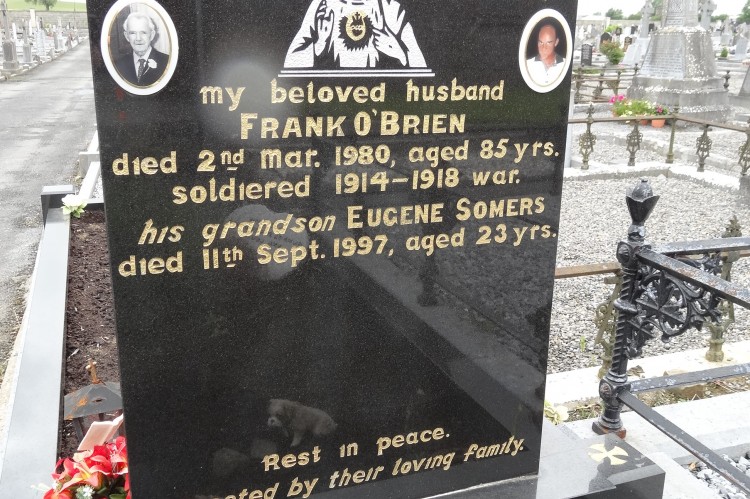 my beloved husband
FRANK O'BRIEN
died 2nd Mar. 1980, aged 85 yrs.
soldiered 1914-1918 war.
his grandson EUGENE SOMERS
died 11th Sept. 1997, aged 23 yrs.
Rest in peace.
by their loving family.